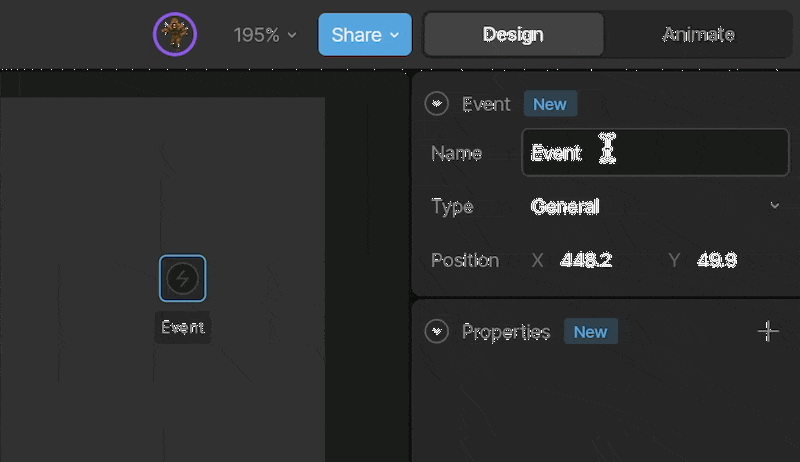 195% Share Design Animate
Event New
Name Event
Type General
Position X 448.2 Y 49.9
Event
Properties New